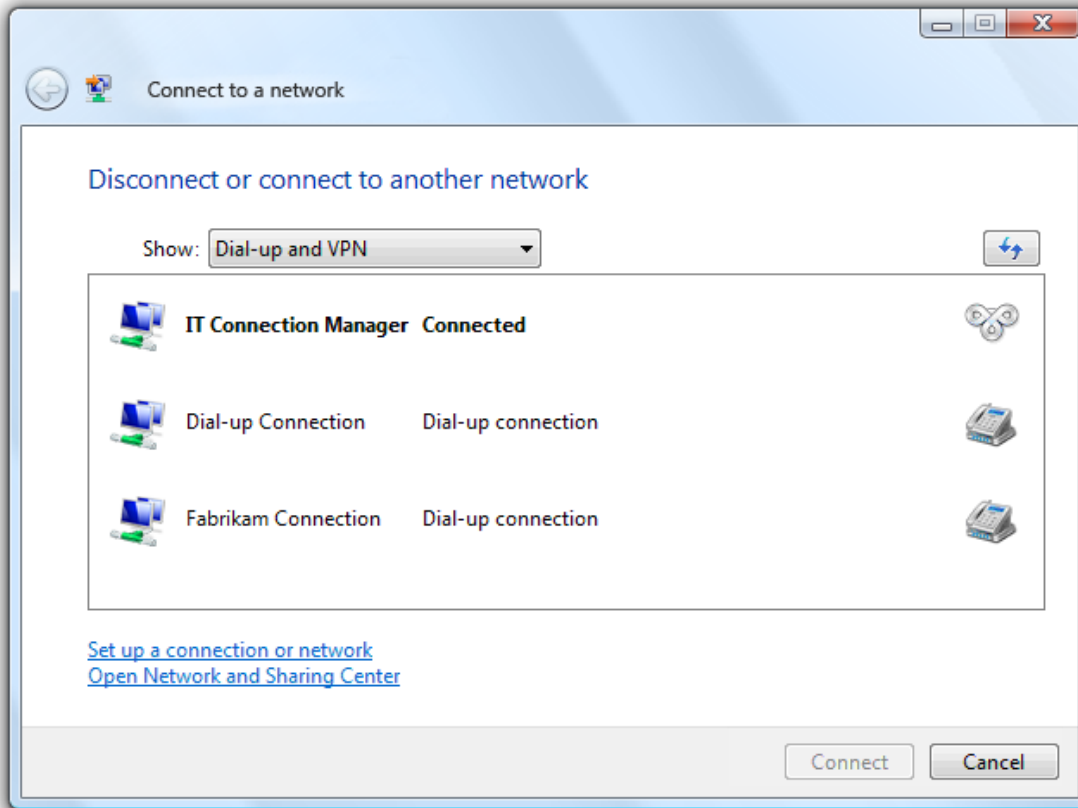 Connect to a network
Disconnect or connect to another network
Show: Dial-up and VPN
IT Connection Manager Connected
Dial-up Connection Dial-up connection
Fabrikam Connection Dial-up connection
Set up a connection or network
Open Network and Sharing Center
Connect Cancel